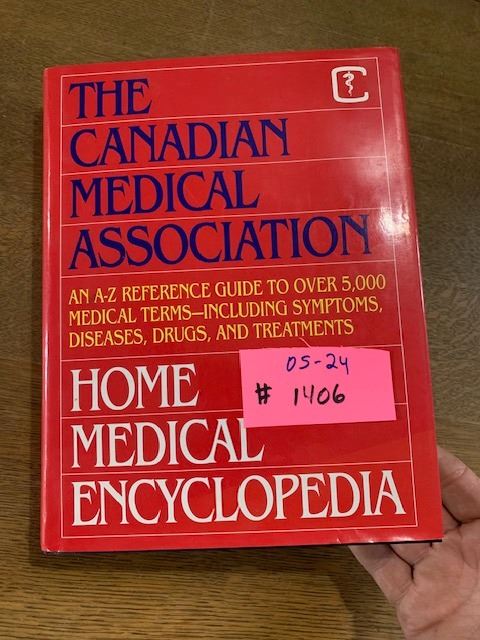 THE
CANADIAN
MEDICAL
ASSOCIATION
AN A-Z REFERENCE GUIDE TO OVER 5,000
MEDICAL TERMS—INCLUDING SYMPTOMS,
DISEASES, DRUGS, AND TREATMENTS
05-24
# 1406
HOME
MEDICAL
ENCYCLOPEDIA